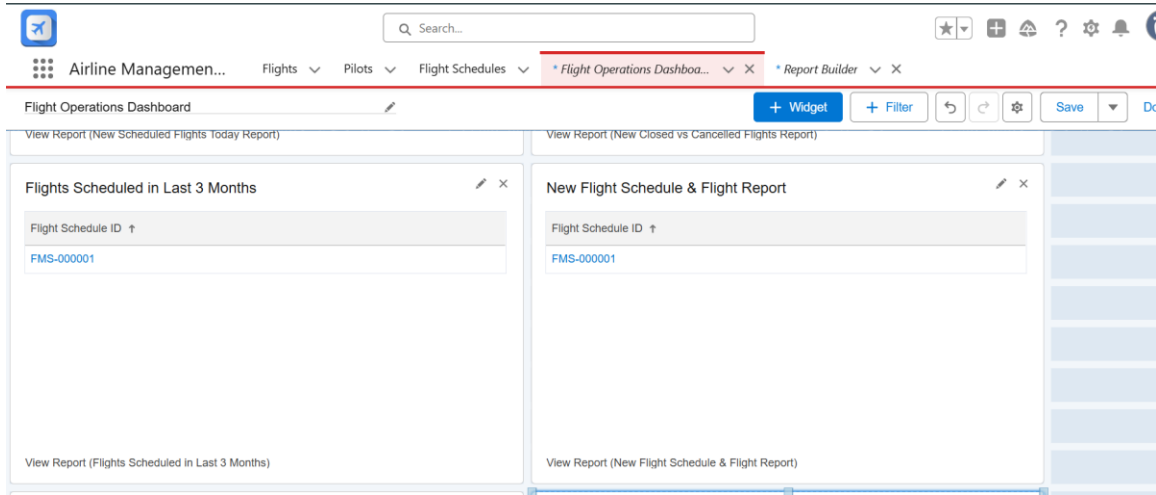 Search...
Airline Managemen... Flights Pilots Flight Schedules * Flight Operations Dashboa... * Report Builder
Flight Operations Dashboard + Widget + Filter Save Do
View Report (New Scheduled Flights Today Report) View Report (New Closed vs Cancelled Flights Report)
Flights Scheduled in Last 3 Months New Flight Schedule & Flight Report
Flight Schedule ID ↑ Flight Schedule ID ↑
FMS-000001 FMS-000001
View Report (Flights Scheduled in Last 3 Months) View Report (New Flight Schedule & Flight Report)